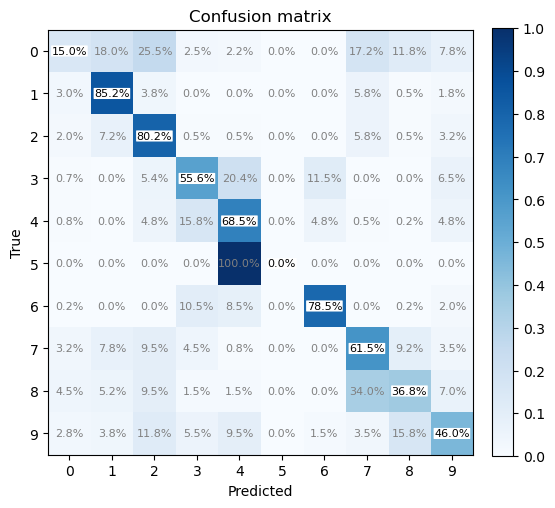 Confusion matrix
True
0 15.0% 18.0% 25.5% 2.5% 2.2% 0.0% 0.0% 17.2% 11.8% 7.8%
1 3.0% 85.2% 3.8% 0.0% 0.0% 0.0% 0.0% 5.8% 0.5% 1.8%
2 2.0% 7.2% 80.2% 0.5% 0.5% 0.0% 0.0% 5.8% 0.5% 3.2%
3 0.7% 0.0% 5.4% 55.6% 20.4% 0.0% 11.5% 0.0% 0.0% 6.5%
4 0.8% 0.0% 4.8% 15.8% 68.5% 0.0% 4.8% 0.5% 0.2% 4.8%
5 0.0% 0.0% 0.0% 0.0% 100.0% 0.0% 0.0% 0.0% 0.0% 0.0%
6 0.2% 0.0% 0.0% 10.5% 8.5% 0.0% 78.5% 0.0% 0.2% 2.0%
7 3.2% 7.8% 9.5% 4.5% 0.8% 0.0% 0.0% 61.5% 9.2% 3.5%
8 4.5% 5.2% 9.5% 1.5% 1.5% 0.0% 0.0% 34.0% 36.8% 7.0%
9 2.8% 3.8% 11.8% 5.5% 9.5% 0.0% 1.5% 3.5% 15.8% 46.0%
0 1 2 3 4 5 6 7 8 9
Predicted
1.0
0.9
0.8
0.7
0.6
0.5
0.4
0.3
0.2
0.1
0.0